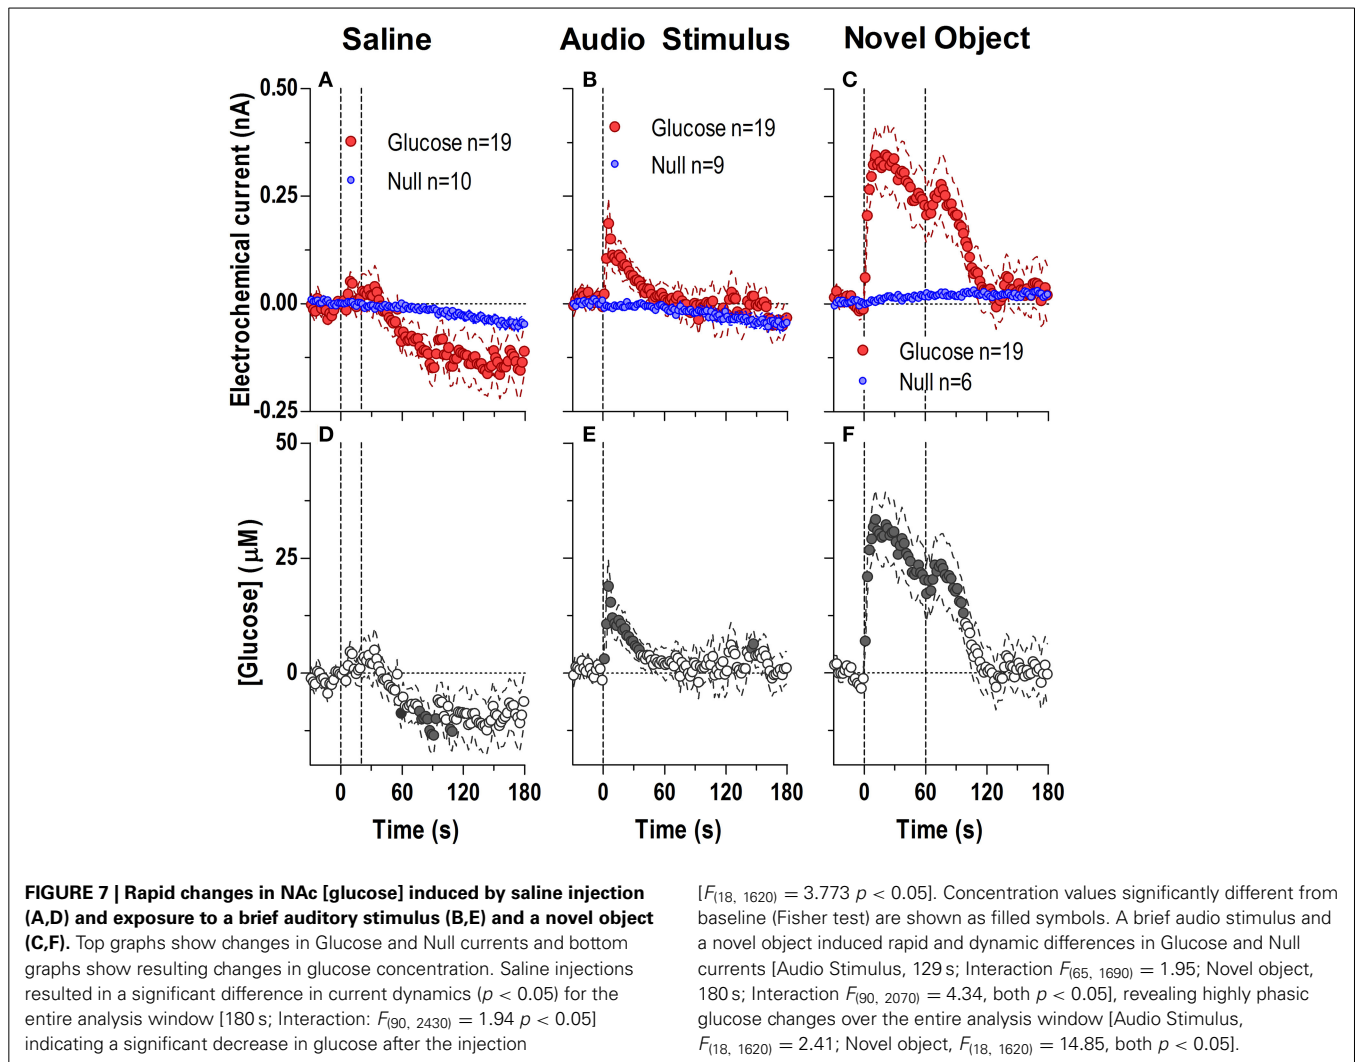 Saline
Audio Stimulus
Novel Object
A
B
C
0.50
0.25
0.00
-0.25
Electrochemical current (nA)
Glucose n=19
Null n=10
Glucose n=19
Null n=9
Glucose n=19
Null n=6
D
E
F
50
25
0
[Glucose] (μM)
0 60 120 180
0 60 120 180
0 60 120 180
Time (s)
Time (s)
Time (s)
FIGURE 7 | Rapid changes in NAc [glucose] induced by saline injection
(A,D) and exposure to a brief auditory stimulus (B,E) and a novel object
(C,F). Top graphs show changes in Glucose and Null currents and bottom
graphs show resulting changes in glucose concentration. Saline injections
resulted in a significant difference in current dynamics (p < 0.05) for the
entire analysis window [180 s; Interaction: F(90, 2430) = 1.94 p < 0.05]
indicating a significant decrease in glucose after the injection
[F(18, 1620) = 3.773 p < 0.05]. Concentration values significantly different from
baseline (Fisher test) are shown as filled symbols. A brief audio stimulus and
a novel object induced rapid and dynamic differences in Glucose and Null
currents [Audio Stimulus, 129 s; Interaction F(65, 1690) = 1.95; Novel object,
180 s; Interaction F(90, 2070) = 4.34, both p < 0.05], revealing highly phasic
glucose changes over the entire analysis window [Audio Stimulus,
F(18, 1620) = 2.41; Novel object, F(18, 1620) = 14.85, both p < 0.05].